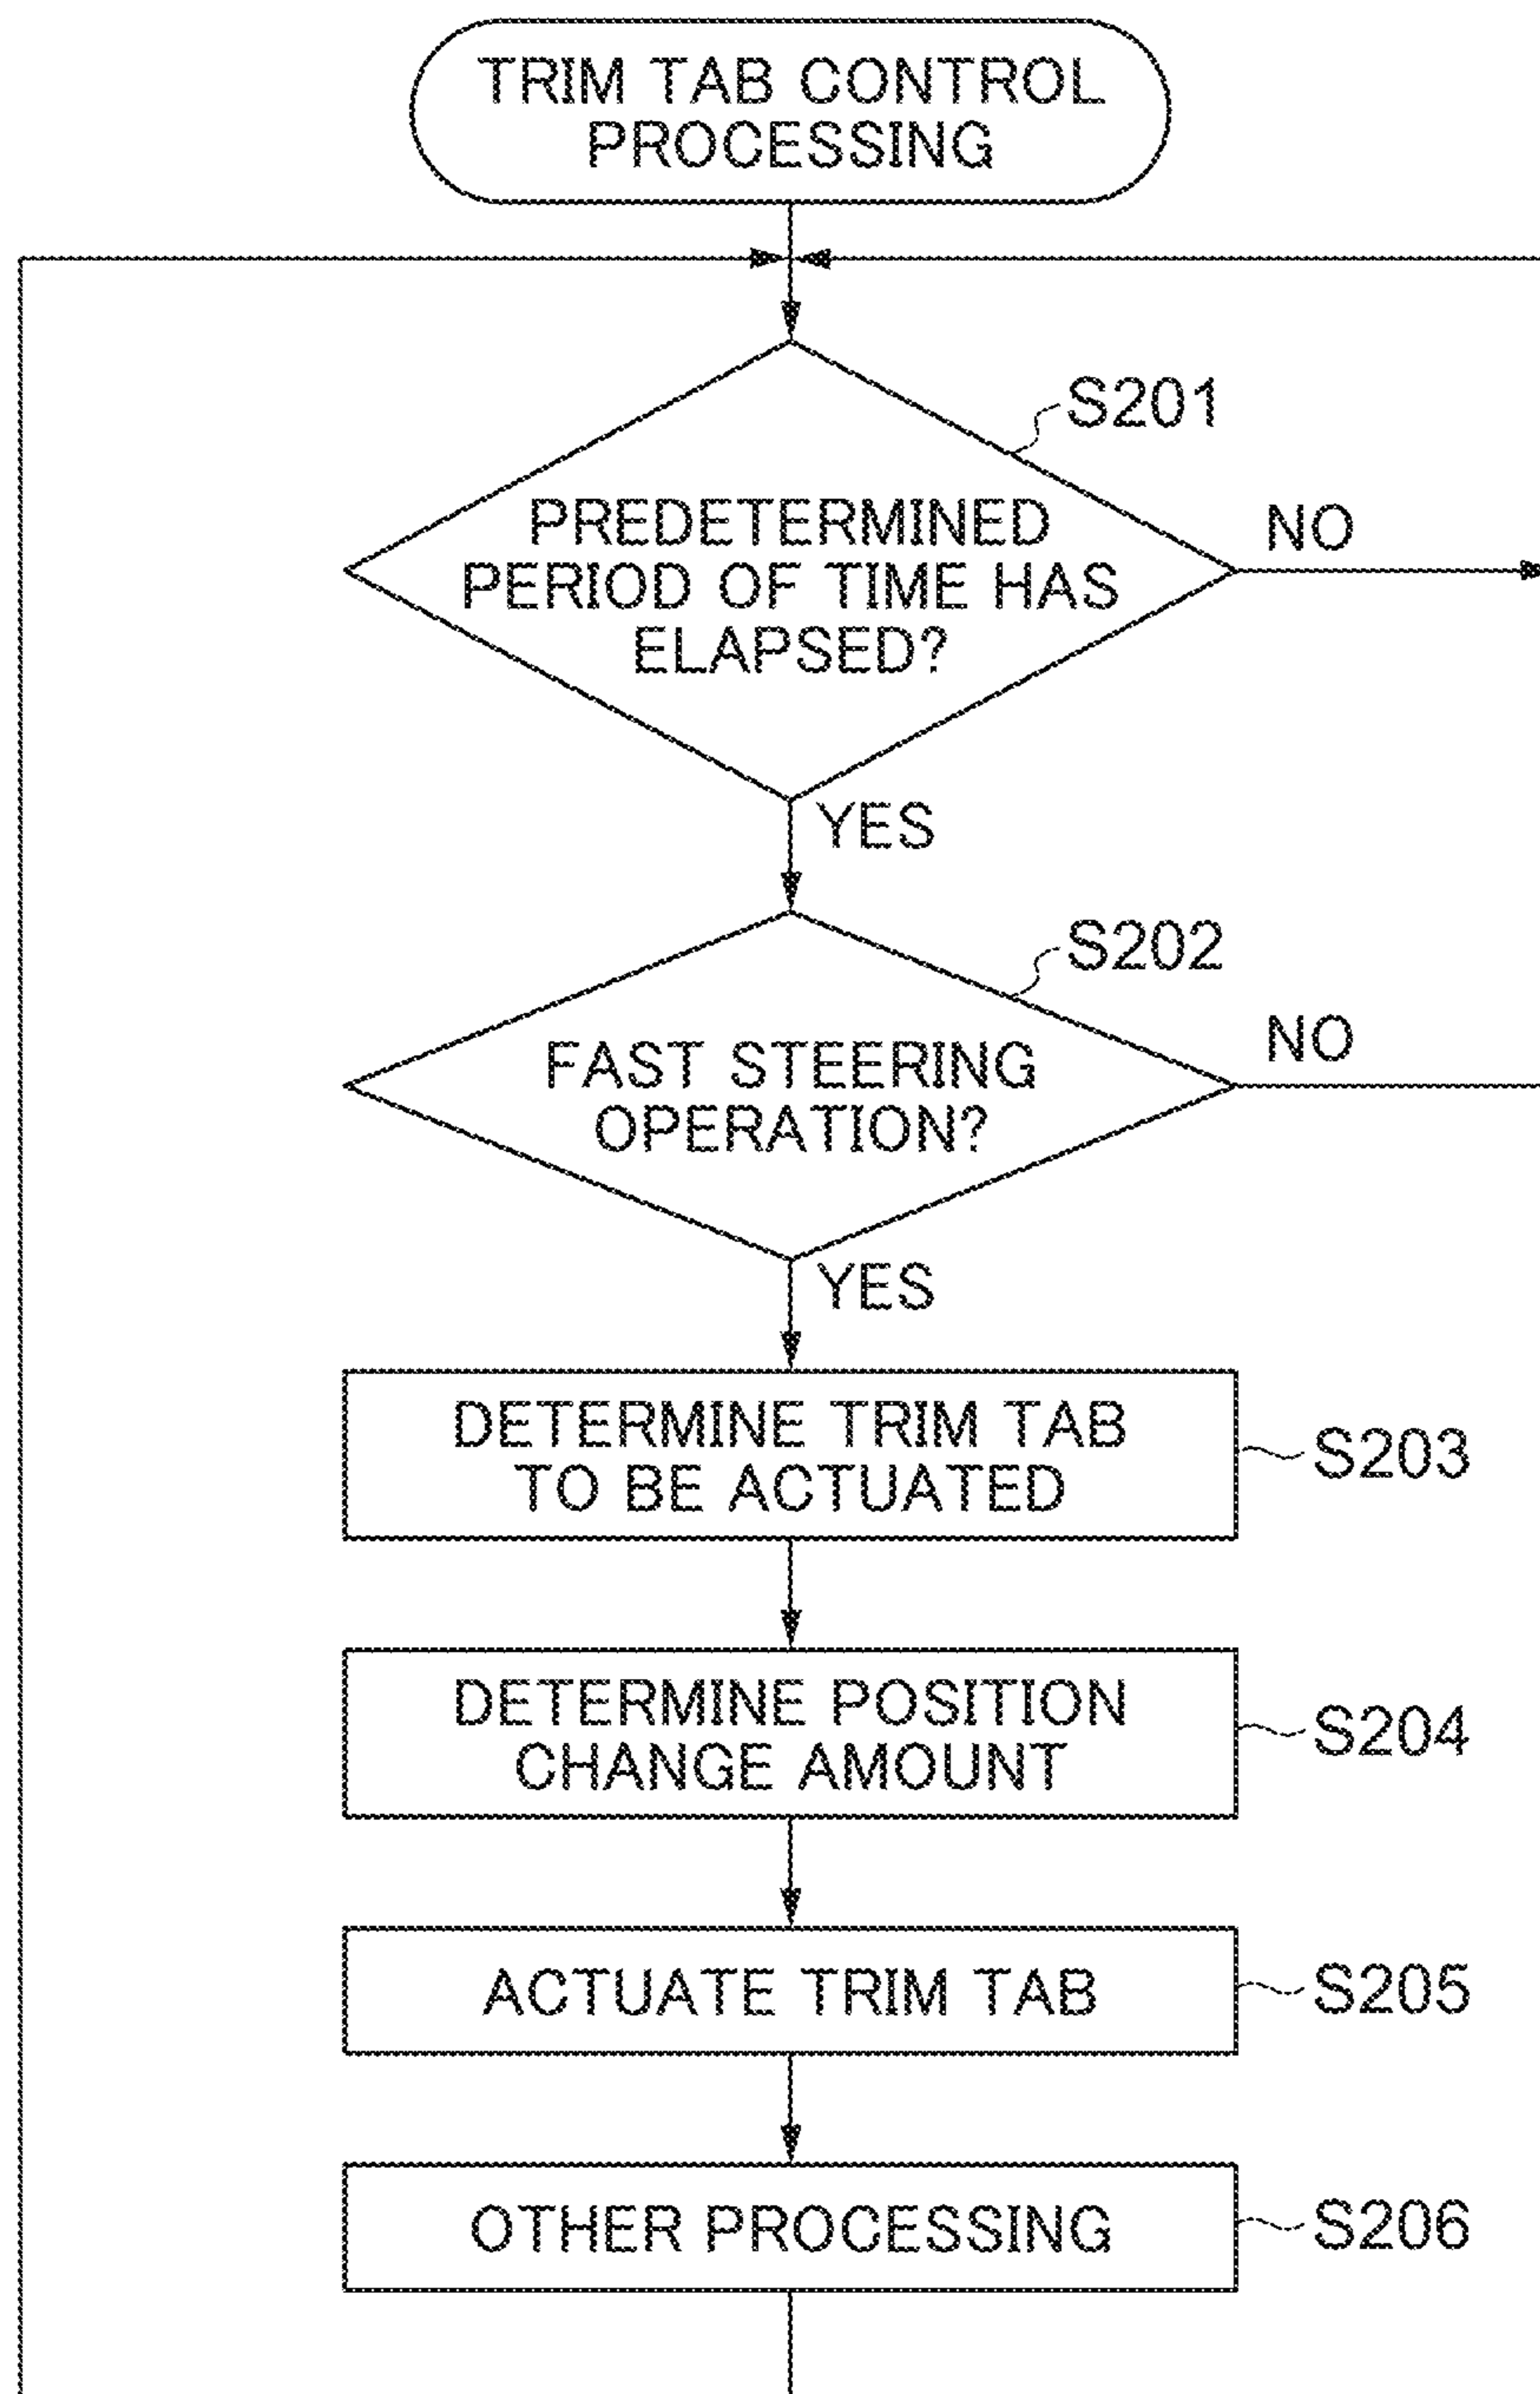 TRIM TAB CONTROL
PROCESSING
S201
PREDETERMINED
PERIOD OF TIME HAS
ELAPSED?
NO
YES
S202
FAST STEERING
OPERATION?
NO
YES
DETERMINE TRIM TAB
TO BE ACTUATED
S203
DETERMINE POSITION
CHANGE AMOUNT
S204
ACTUATE TRIM TAB
S205
OTHER PROCESSING
S206